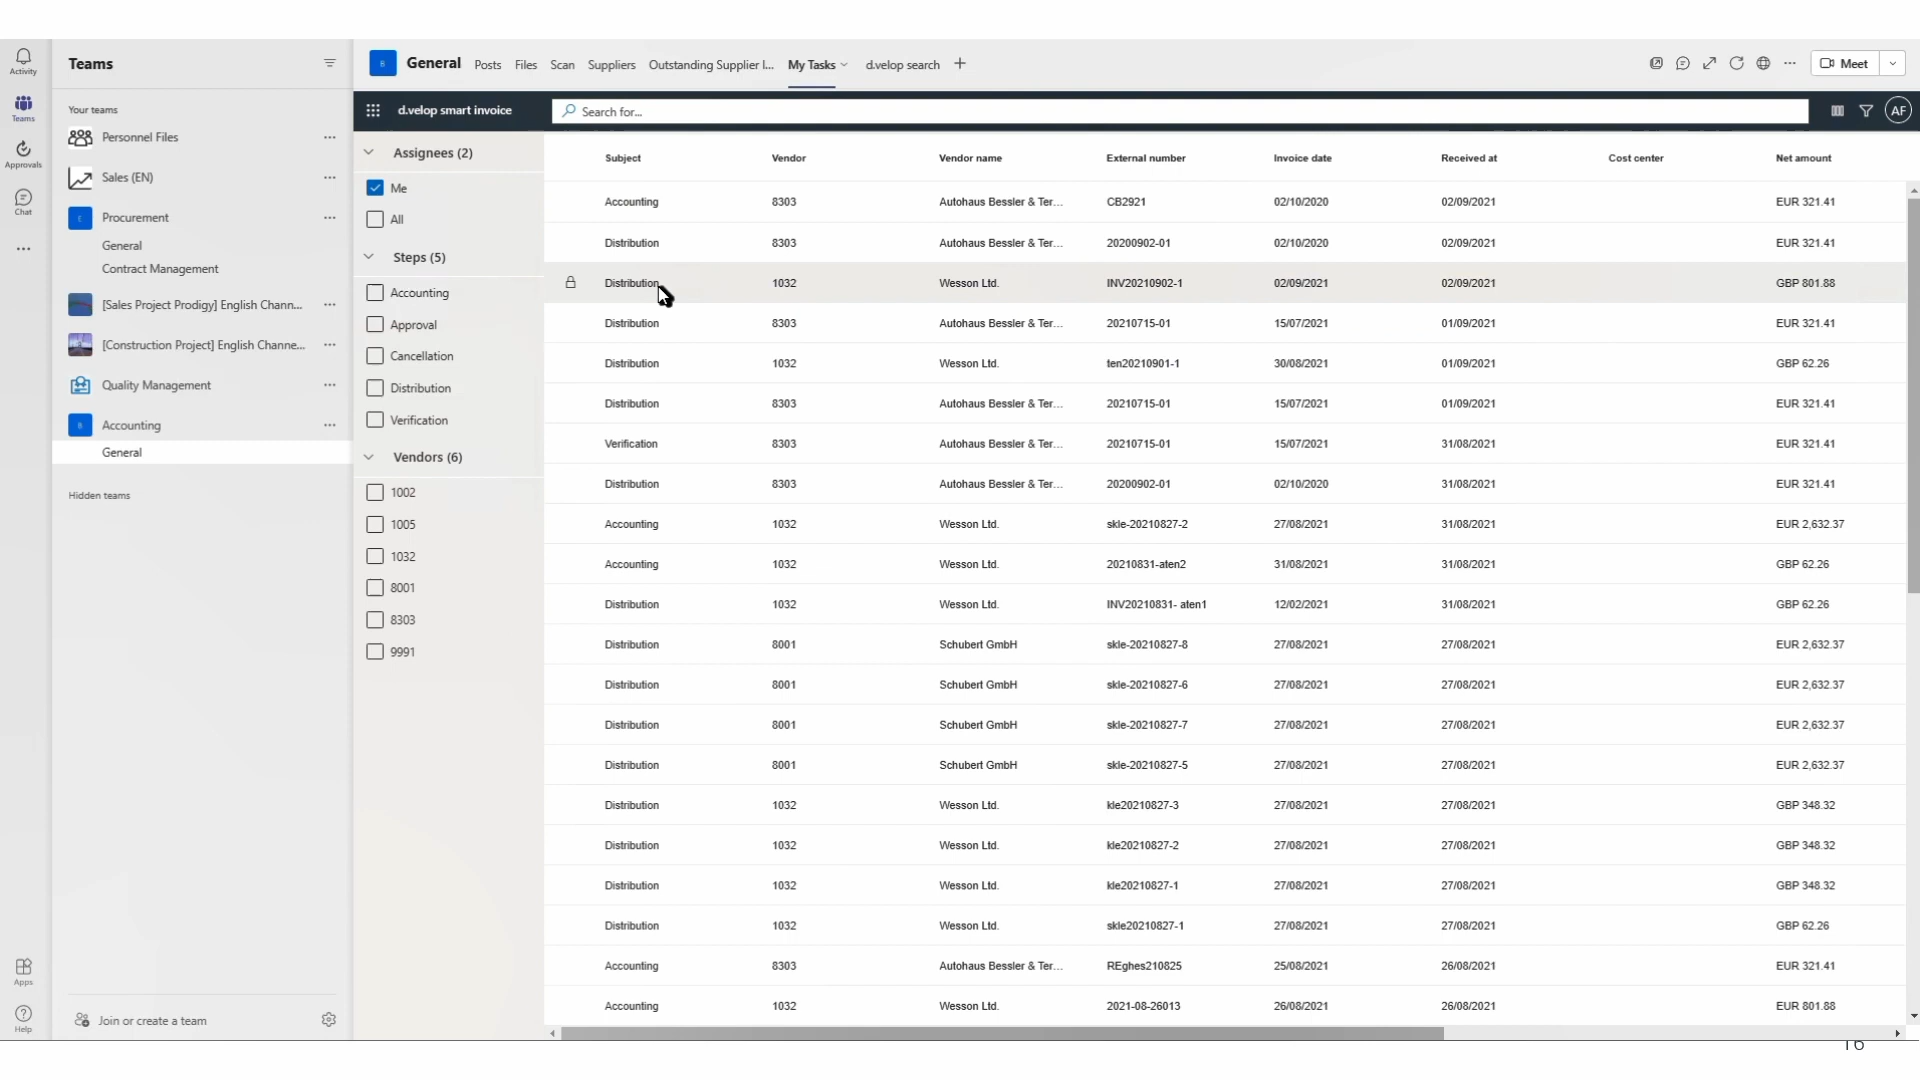 Activity
Teams
Approvals
Chat
Apps
Help
Teams
Your teams
Personnel Files
Sales (EN)
Procurement
General
Contract Management
[Sales Project Prodigy] English Chann...
[Construction Project] English Channe...
Quality Management
Accounting
General
Hidden teams
Join or create a team
General Posts Files Scan Suppliers Outstanding Supplier I... My Tasks d.velop search Meet
d.velop smart invoice Search for... AF
Assignees (2)
Me
All
Steps (5)
Accounting
Approval
Cancellation
Distribution
Verification
Vendors (6)
1002
1005
1032
8001
8303
9991
Subject Vendor Vendor name External number Invoice date Received at Cost center Net amount
Accounting 8303 Autohaus Bessler & Ter... CB2921 02/10/2020 02/09/2021 EUR 321.41
Distribution 8303 Autohaus Bessler & Ter... 20200902-01 02/10/2020 02/09/2021 EUR 321.41
Distribution 1032 Wesson Ltd. INV20210902-1 02/09/2021 02/09/2021 GBP 801.88
Distribution 8303 Autohaus Bessler & Ter... 20210715-01 15/07/2021 01/09/2021 EUR 321.41
Distribution 1032 Wesson Ltd. ten20210901-1 30/08/2021 01/09/2021 GBP 62.26
Distribution 8303 Autohaus Bessler & Ter... 20210715-01 15/07/2021 01/09/2021 EUR 321.41
Verification 8303 Autohaus Bessler & Ter... 20210715-01 15/07/2021 31/08/2021 EUR 321.41
Distribution 8303 Autohaus Bessler & Ter... 20200902-01 02/10/2020 31/08/2021 EUR 321.41
Accounting 1032 Wesson Ltd. skle-20210827-2 27/08/2021 31/08/2021 EUR 2,632.37
Accounting 1032 Wesson Ltd. 20210831-aten2 31/08/2021 31/08/2021 GBP 62.26
Distribution 1032 Wesson Ltd. INV20210831- aten1 12/02/2021 31/08/2021 GBP 62.26
Distribution 8001 Schubert GmbH skle-20210827-8 27/08/2021 27/08/2021 EUR 2,632.37
Distribution 8001 Schubert GmbH skle-20210827-6 27/08/2021 27/08/2021 EUR 2,632.37
Distribution 8001 Schubert GmbH skle-20210827-7 27/08/2021 27/08/2021 EUR 2,632.37
Distribution 8001 Schubert GmbH skle-20210827-5 27/08/2021 27/08/2021 EUR 2,632.37
Distribution 1032 Wesson Ltd. kle20210827-3 27/08/2021 27/08/2021 GBP 348.32
Distribution 1032 Wesson Ltd. kle20210827-2 27/08/2021 27/08/2021 GBP 348.32
Distribution 1032 Wesson Ltd. kle20210827-1 27/08/2021 27/08/2021 GBP 348.32
Distribution 1032 Wesson Ltd. skle20210827-1 27/08/2021 27/08/2021 GBP 62.26
Accounting 8303 Autohaus Bessler & Ter... REghes210825 25/08/2021 26/08/2021 EUR 321.41
Accounting 1032 Wesson Ltd. 2021-08-26013 26/08/2021 26/08/2021 EUR 801.88
16